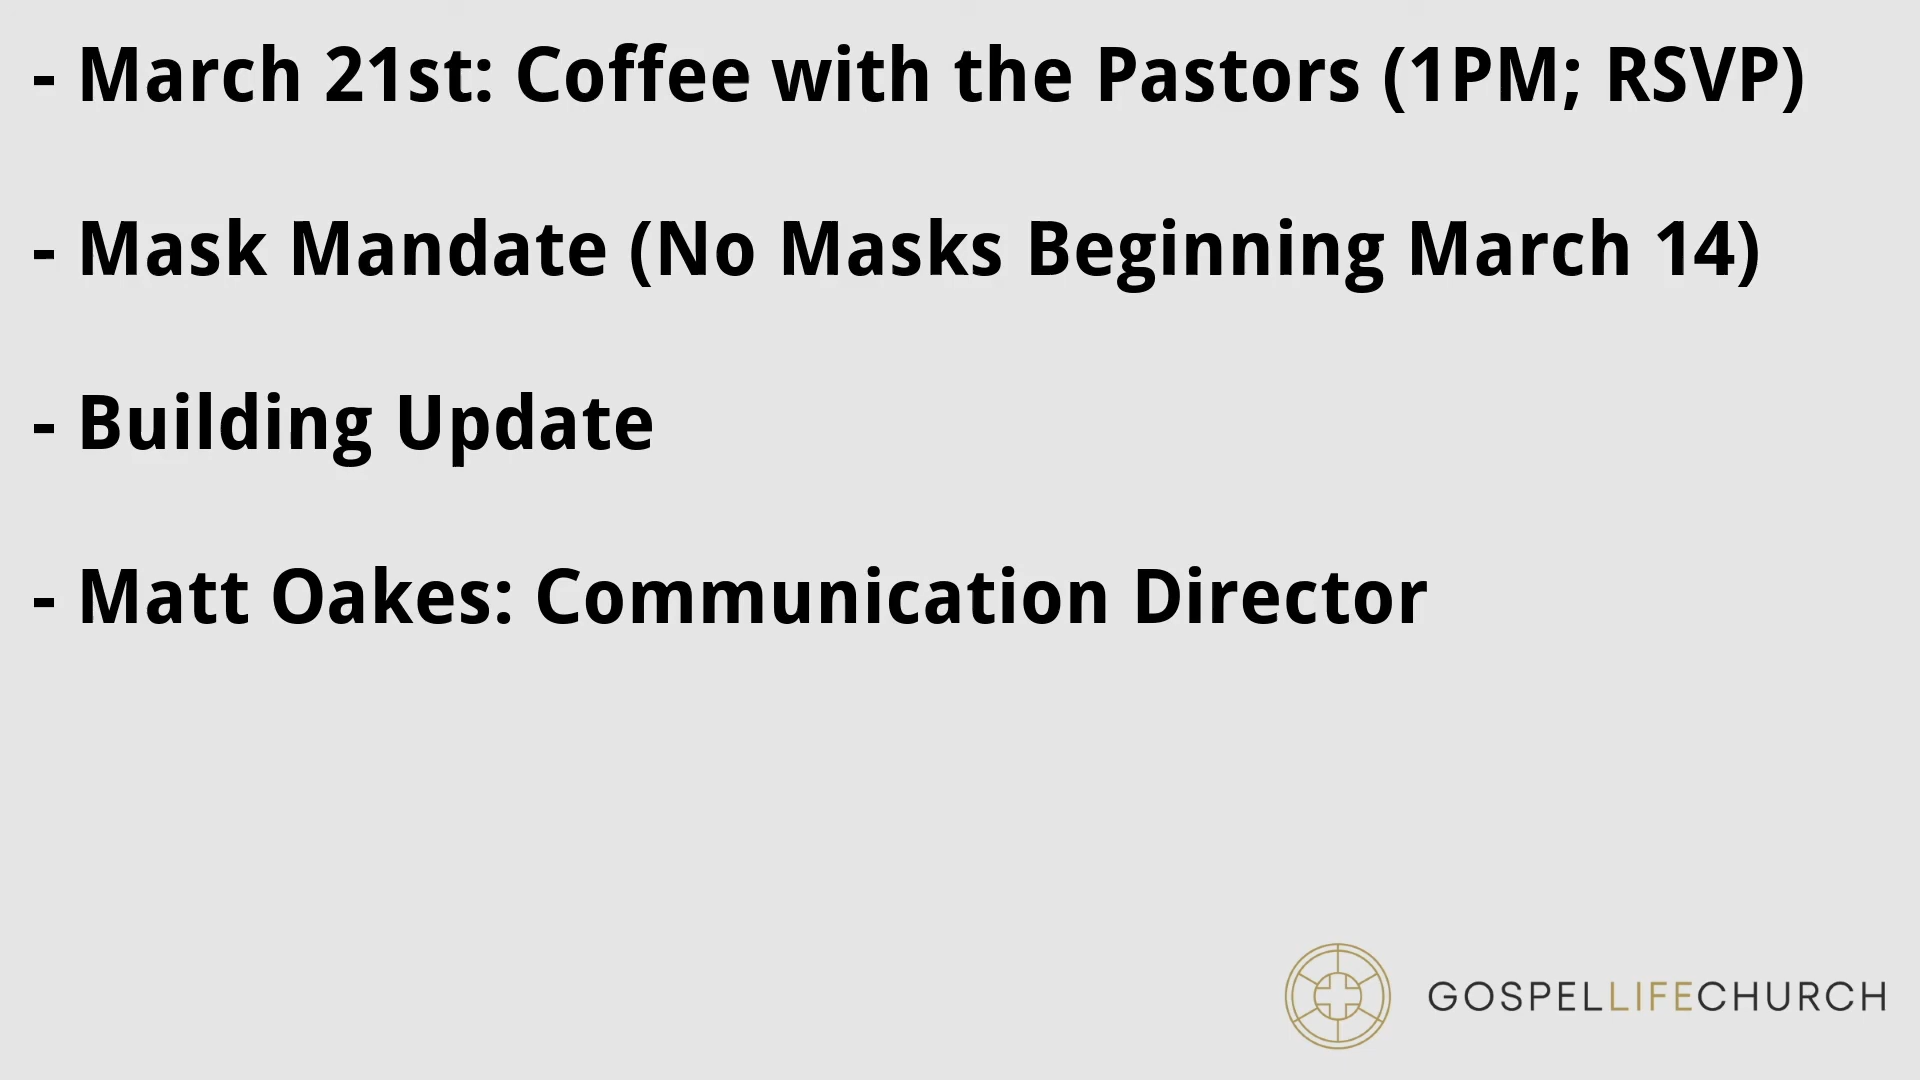 - March 21st: Coffee with the Pastors (1PM; RSVP)
- Mask Mandate (No Masks Beginning March 14)
- Building Update
- Matt Oakes: Communication Director
GOSPELLIFECHURCH